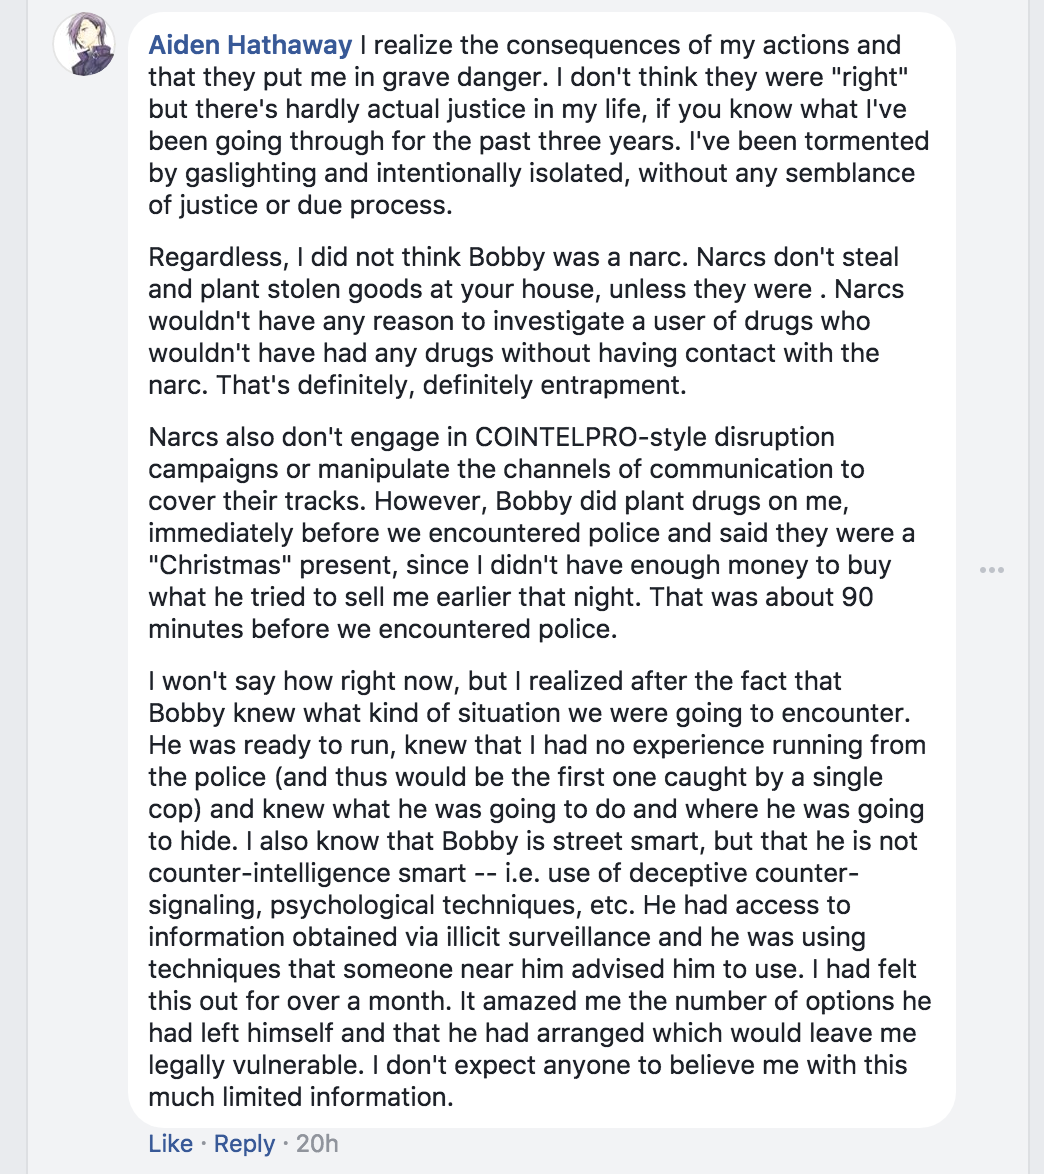 Aiden Hathaway I realize the consequences of my actions and
that they put me in grave danger. I don't think they were "right"
but there's hardly actual justice in my life, if you know what I've
been going through for the past three years. I've been tormented
by gaslighting and intentionally isolated, without any semblance
of justice or due process.
Regardless, I did not think Bobby was a narc. Narcs don't steal
and plant stolen goods at your house, unless they were . Narcs
wouldn't have any reason to investigate a user of drugs who
wouldn't have had any drugs without having contact with the
narc. That's definitely, definitely entrapment.
Narcs also don't engage in COINTELPRO-style disruption
campaigns or manipulate the channels of communication to
cover their tracks. However, Bobby did plant drugs on me,
immediately before we encountered police and said they were a
"Christmas" present, since I didn't have enough money to buy
what he tried to sell me earlier that night. That was about 90
minutes before we encountered police.
I won't say how right now, but I realized after the fact that
Bobby knew what kind of situation we were going to encounter.
He was ready to run, knew that I had no experience running from
the police (and thus would be the first one caught by a single
cop) and knew what he was going to do and where he was going
to hide. I also know that Bobby is street smart, but that he is not
counter-intelligence smart -- i.e. use of deceptive counter-
signaling, psychological techniques, etc. He had access to
information obtained via illicit surveillance and he was using
techniques that someone near him advised him to use. I had felt
this out for over a month. It amazed me the number of options he
had left himself and that he had arranged which would leave me
legally vulnerable. I don't expect anyone to believe me with this
much limited information.
Like · Reply · 20h